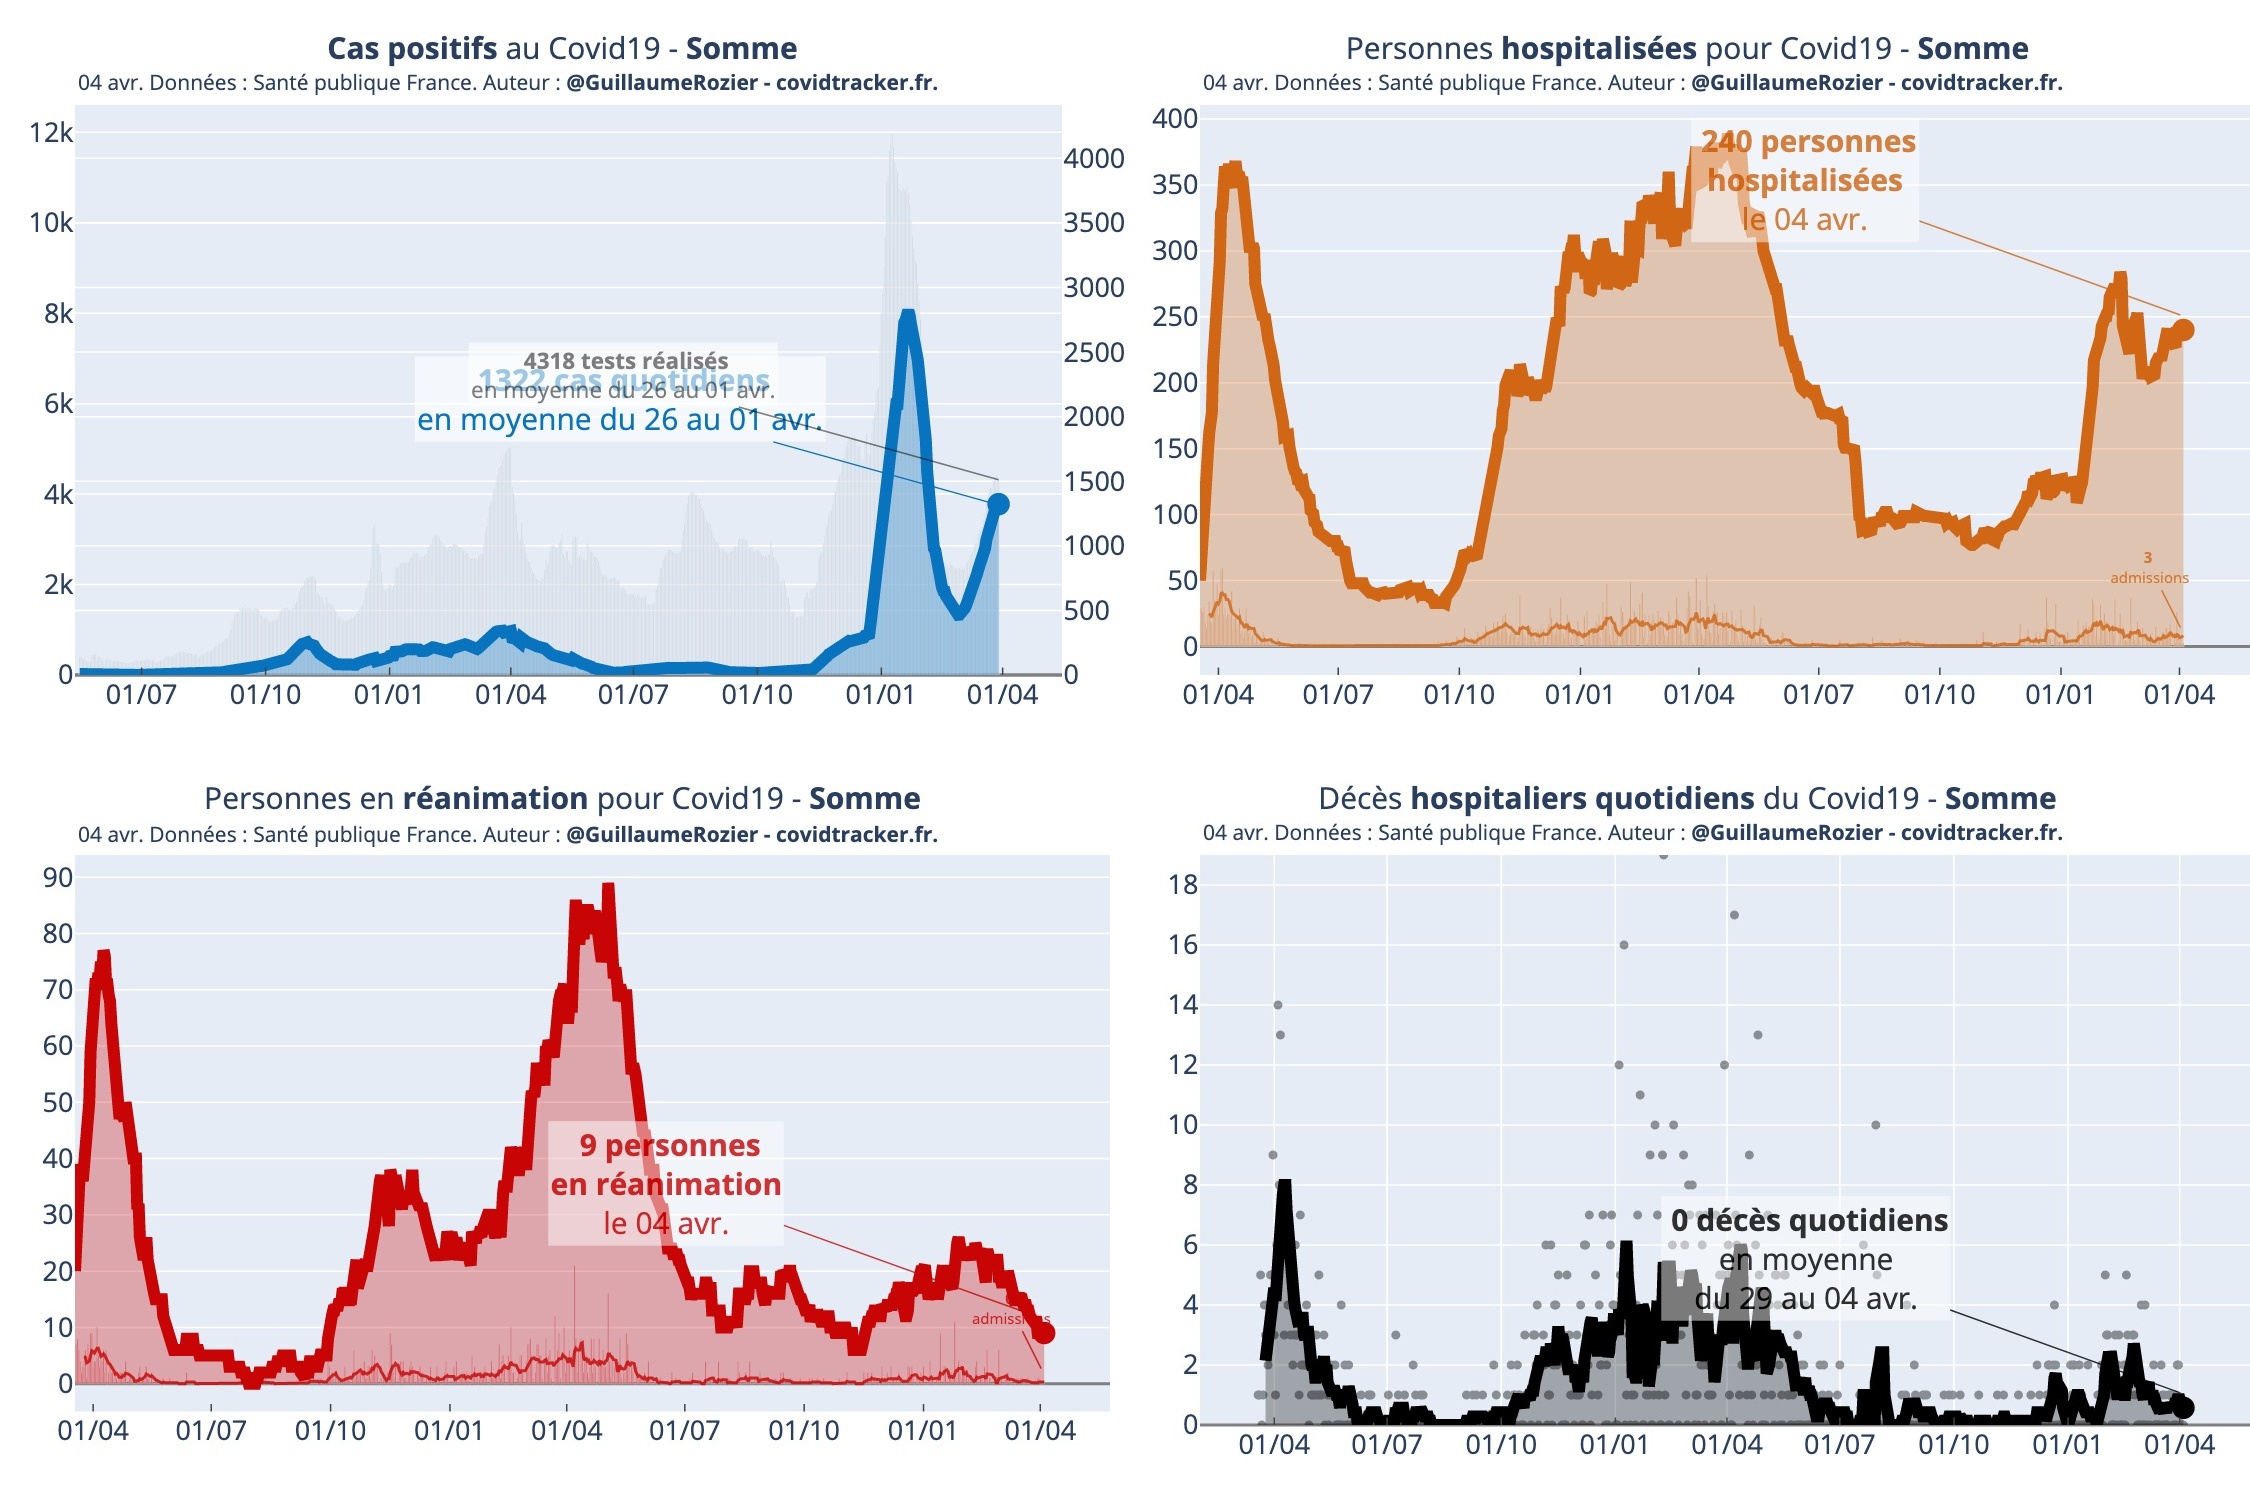 Cas positifs au Covid19 - Somme
04 avr. Données : Santé publique France. Auteur : @GuillaumeRozier - covidtracker.fr.
12k
10k
8k
6k
4k
2k
0
4000
3500
3000
2500
2000
1500
1000
500
0
4318 tests réalisés
en moyenne du 26 au 01 avr.
1322 cas quotidiens
en moyenne du 26 au 01 avr.
01/07 01/10 01/01 01/04 01/07 01/10 01/01 01/04
Personnes hospitalisées pour Covid19 - Somme
04 avr. Données : Santé publique France. Auteur : @GuillaumeRozier - covidtracker.fr.
400
350
300
250
200
150
100
50
0
240 personnes
hospitalisées
le 04 avr.
3
admissions
01/04 01/07 01/10 01/01 01/04 01/07 01/10 01/01 01/04
Personnes en réanimation pour Covid19 - Somme
04 avr. Données : Santé publique France. Auteur : @GuillaumeRozier - covidtracker.fr.
90
80
70
60
50
40
30
20
10
0
9 personnes
en réanimation
le 04 avr.
admissions
01/04 01/07 01/10 01/01 01/04 01/07 01/10 01/01 01/04
Décès hospitaliers quotidiens du Covid19 - Somme
04 avr. Données : Santé publique France. Auteur : @GuillaumeRozier - covidtracker.fr.
18
16
14
12
10
8
6
4
2
0
0 décès quotidiens
en moyenne
du 29 au 04 avr.
01/04 01/07 01/10 01/01 01/04 01/07 01/10 01/01 01/04